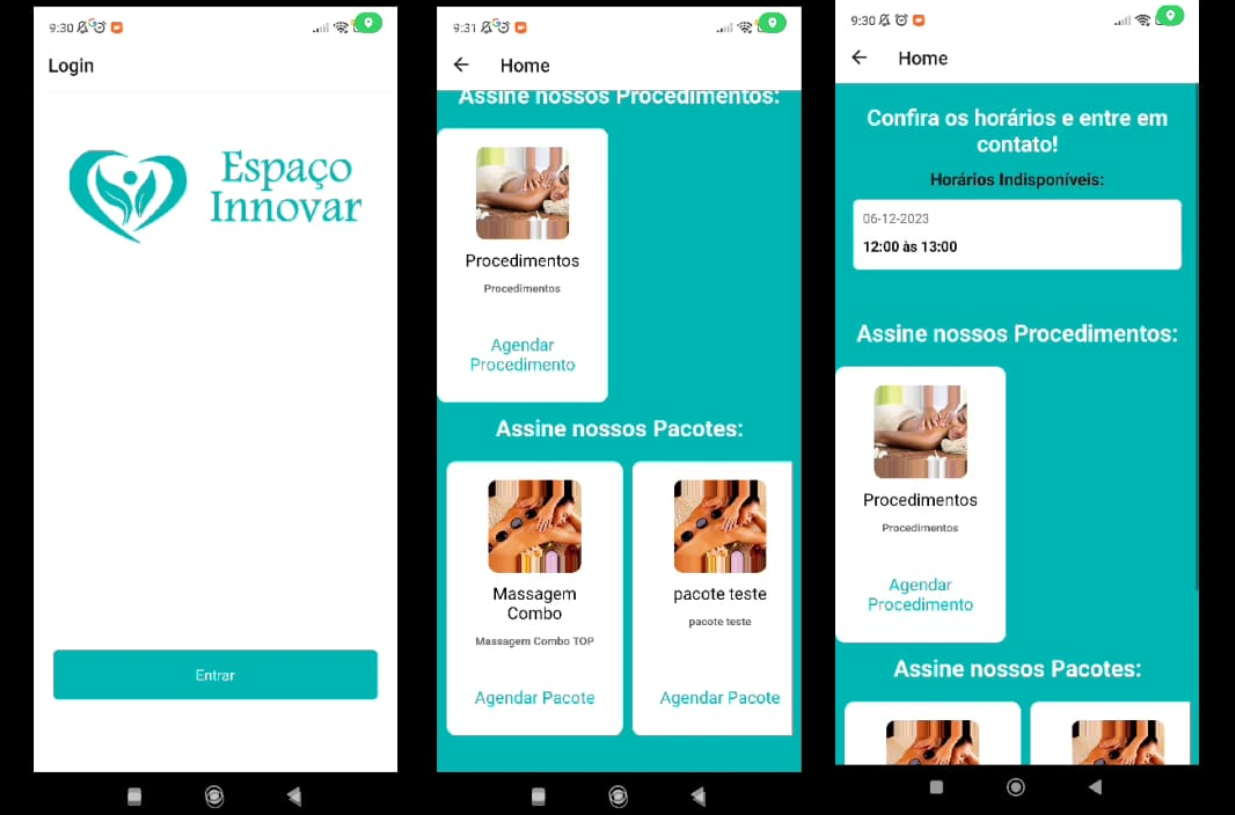 9:30
Login
Espaço
Innovar
Entrar
9:31
Home
Assine nossos Procedimentos:
Procedimentos
Procedimentos
Agendar
Procedimento
Assine nossos Pacotes:
Massagem
Combo
Massagem Combo TOP
Agendar Pacote
pacote teste
pacote teste
Agendar Pacote
9:30
Home
Confira os horários e entre em
contato!
Horários Indisponíveis:
06-12-2023
12:00 às 13:00
Assine nossos Procedimentos:
Procedimentos
Procedimentos
Agendar
Procedimento
Assine nossos Pacotes: